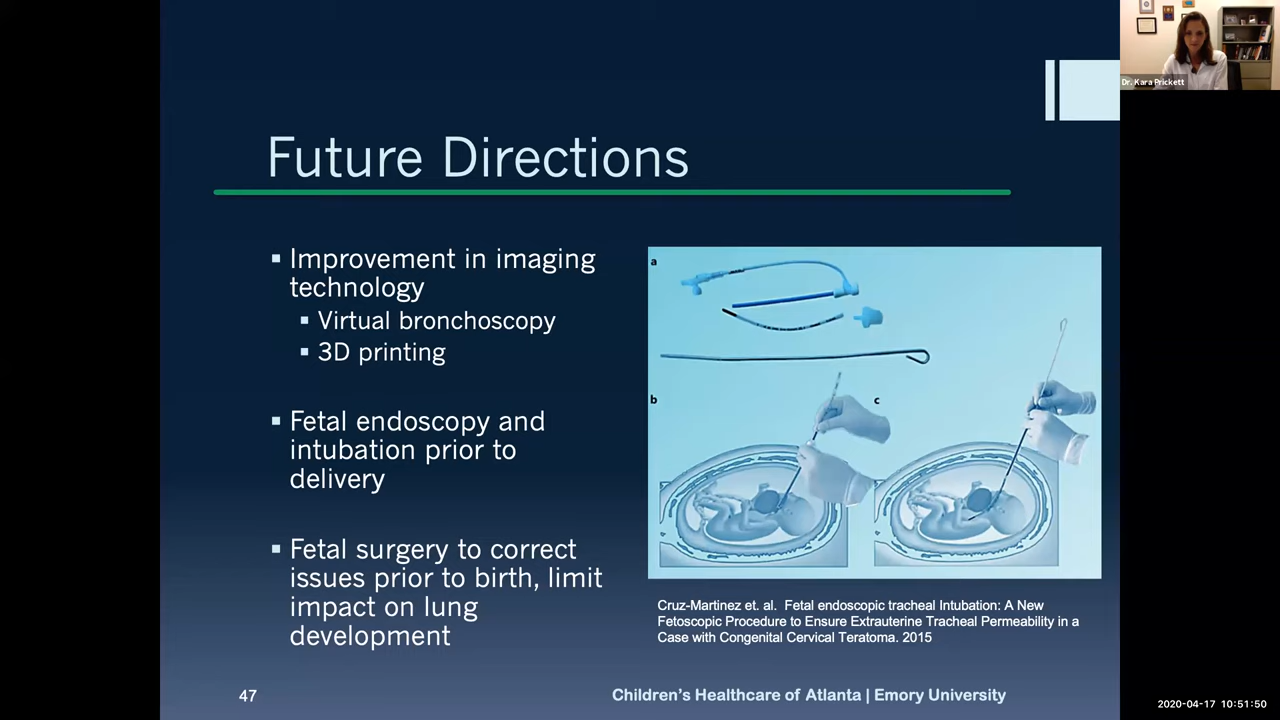 Dr. Kara Prickett
Future Directions
Improvement in imaging
technology
Virtual bronchoscopy
3D printing
Fetal endoscopy and
intubation prior to
delivery
Fetal surgery to correct
issues prior to birth, limit
impact on lung
development
a
b
c
Cruz-Martinez et. al. Fetal endoscopic tracheal Intubation: A New
Fetoscopic Procedure to Ensure Extrauterine Tracheal Permeability in a
Case with Congenital Cervical Teratoma. 2015
47
Children's Healthcare of Atlanta | Emory University
2020-04-17 10:51:50